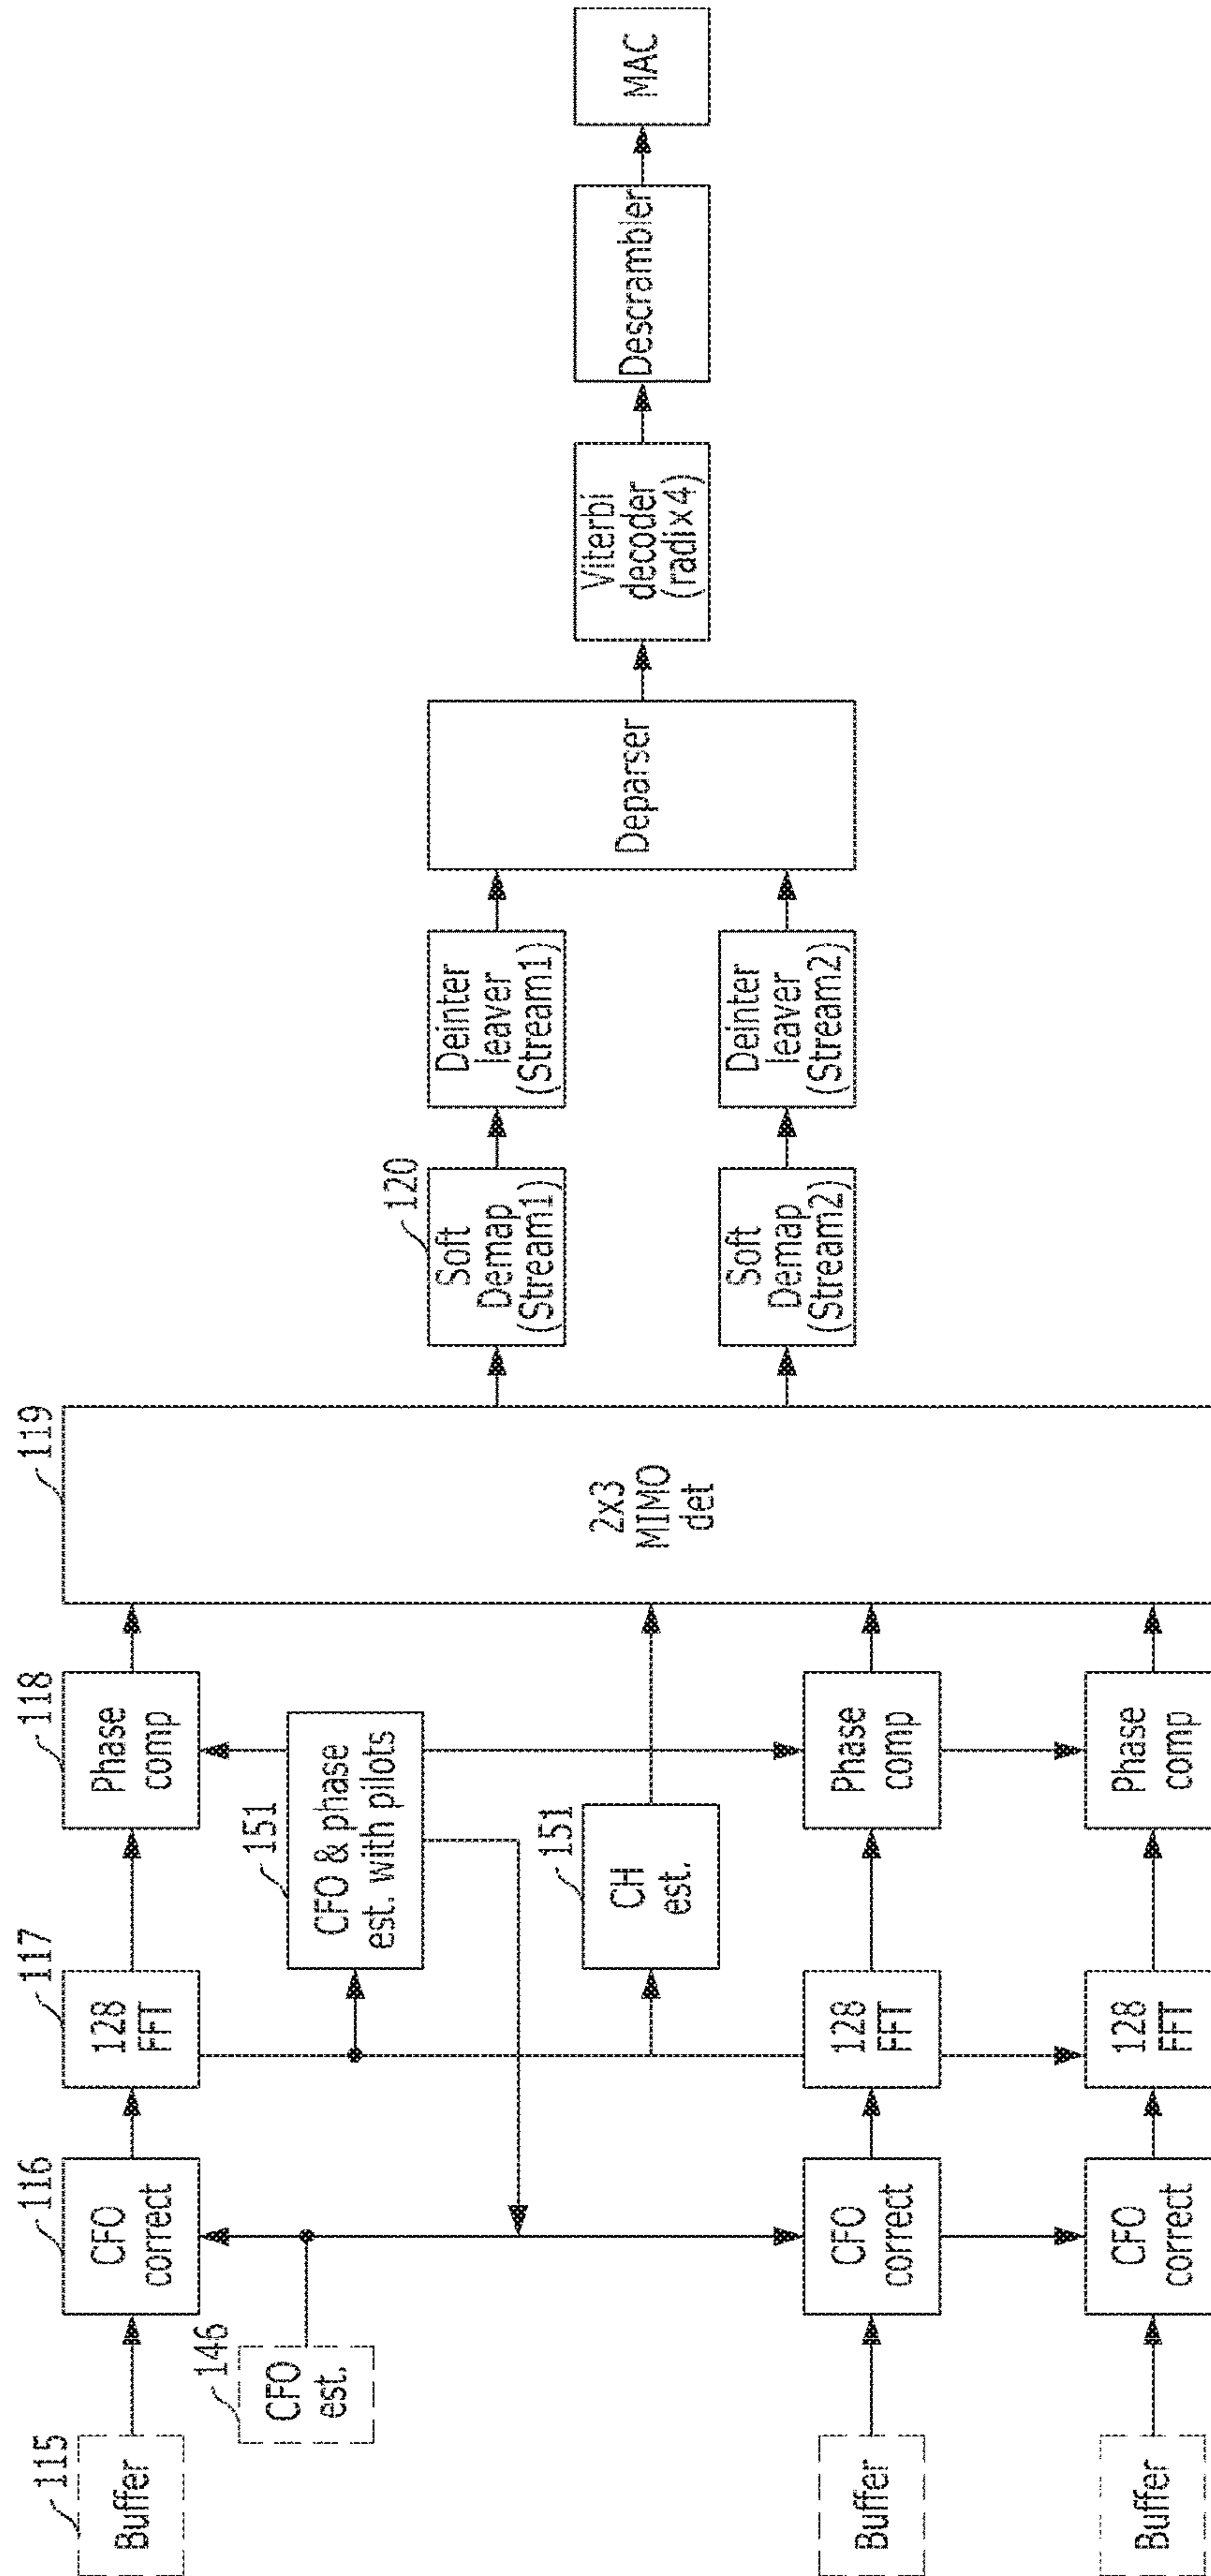 115
Buffer
146
CFO
est.
116
CFO
correct
117
128
FFT
118
Phase
comp
151
CFO & phase
est. with pilots
151
CH
est.
Buffer
CFO
correct
128
FFT
Phase
comp
Buffer
CFO
correct
128
FFT
Phase
comp
119
2x3
MIMO
det
120
Soft
Demap
(Stream1)
Deinter
leaver
(Stream1)
Soft
Demap
(Stream2)
Deinter
leaver
(Stream2)
Deparser
Viterbi
decoder
(radix4)
Descrambler
MAC